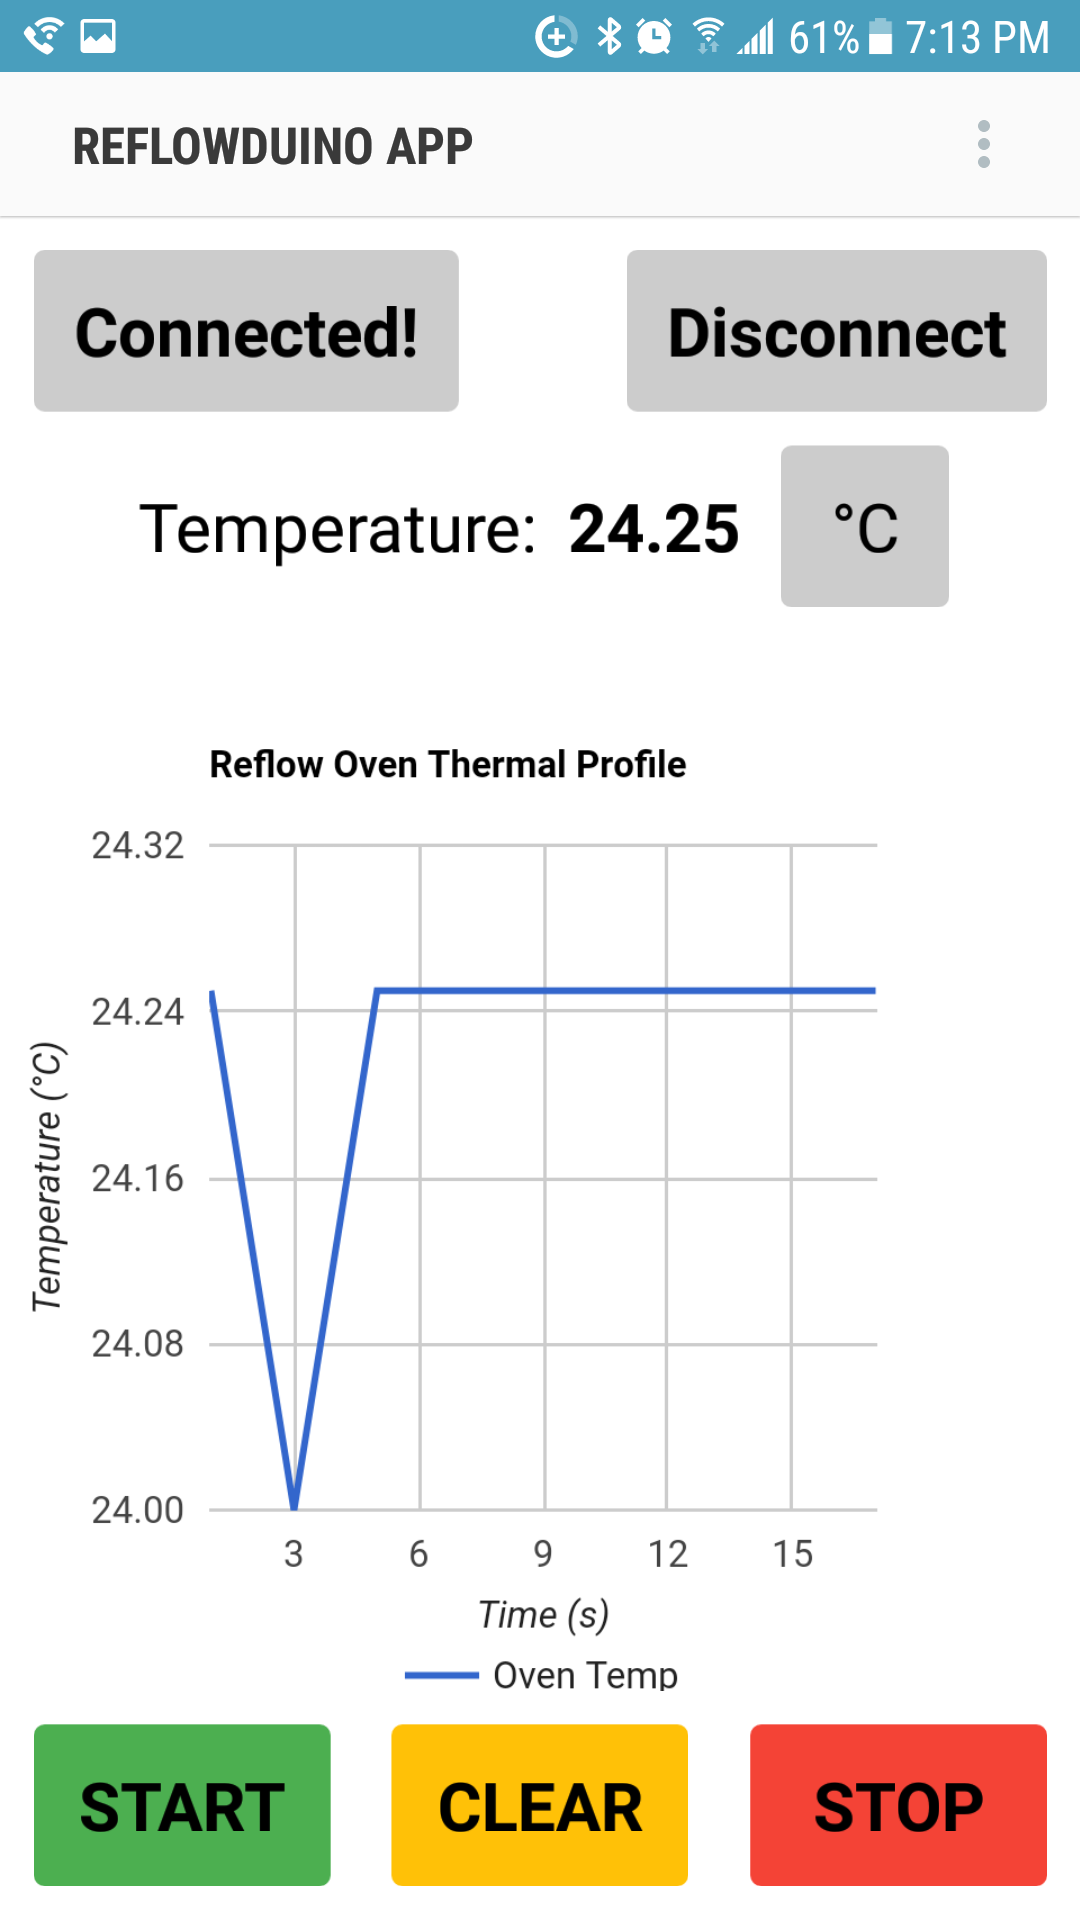 61% 7:13 PM
REFLOWDUINO APP
Connected! Disconnect
Temperature: 24.25 °C
Reflow Oven Thermal Profile
24.32
24.24
24.16
24.08
24.00
Temperature (°C)
3 6 9 12 15
Time (s)
Oven Temp
START CLEAR STOP